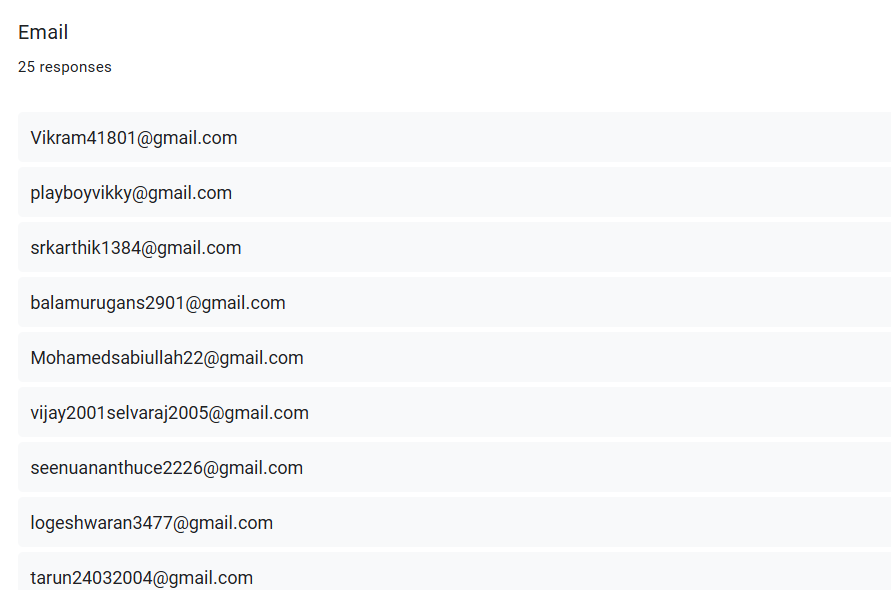 Email
25 responses
Vikram41801@gmail.com
playboyvikky@gmail.com
srkarthik1384@gmail.com
balamurugans2901@gmail.com
Mohamedsabiullah22@gmail.com
vijay2001selvaraj2005@gmail.com
seenuananthuce2226@gmail.com
logeshwaran3477@gmail.com
tarun24032004@gmail.com